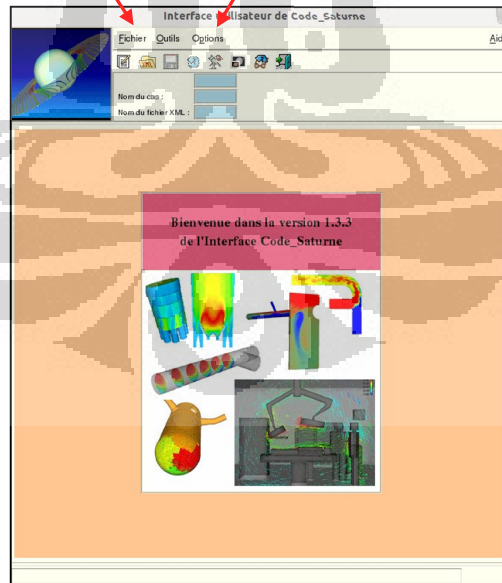 Interface Utilisateur de Code_Saturne
Fichier Outils Options Aid
Nom du cas :
Nom du fichier XML :
Bienvenue dans la version 1.3.3
de l'Interface Code_Saturne